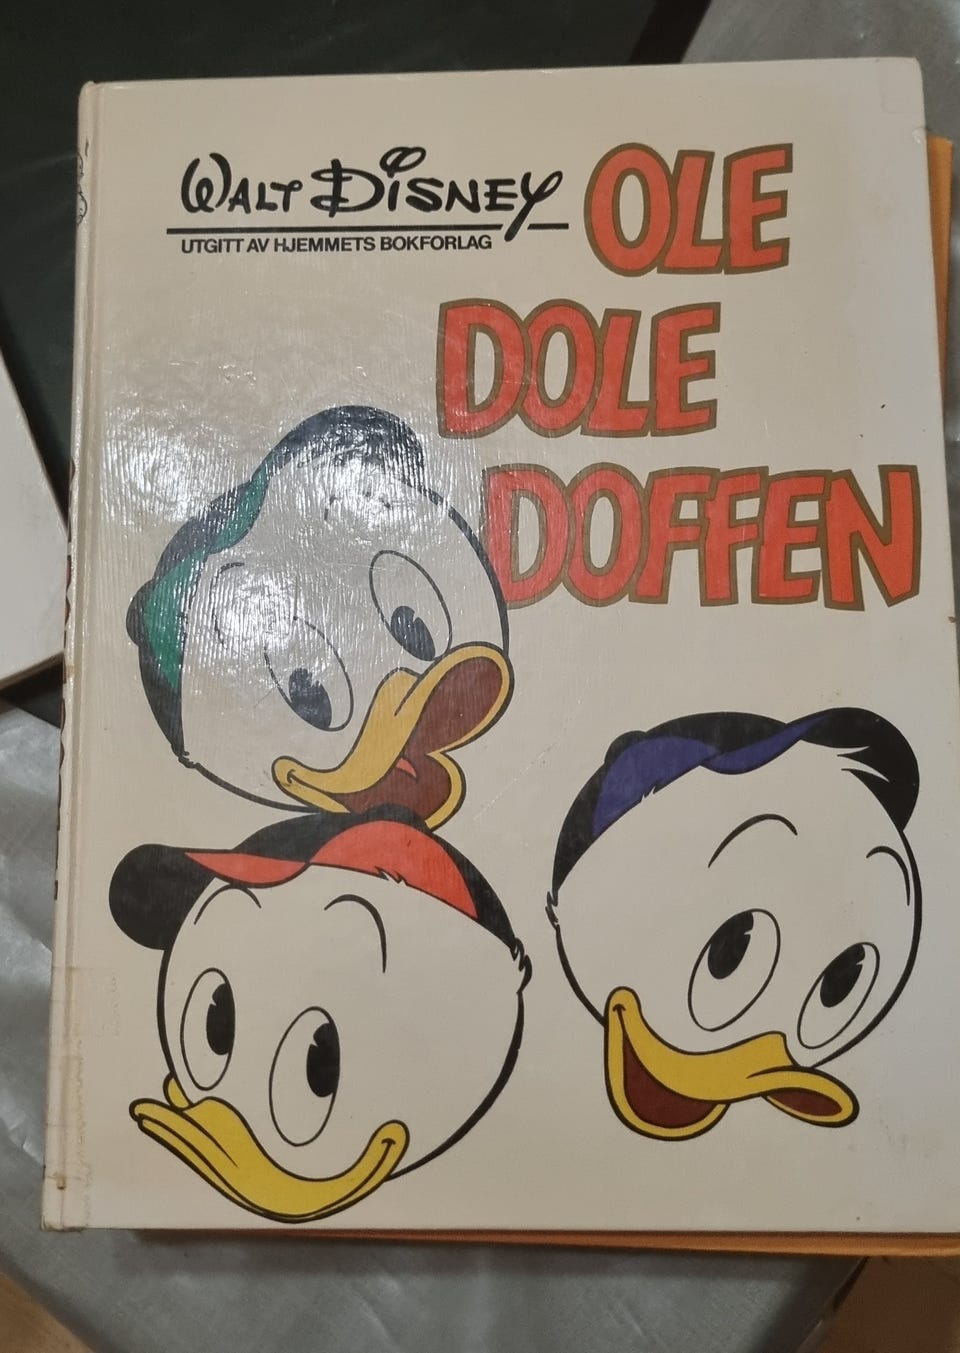 WALT DISNEY
UTGITT AV HJEMMETS BOKFORLAG
OLE
DOLE
DOFFEN